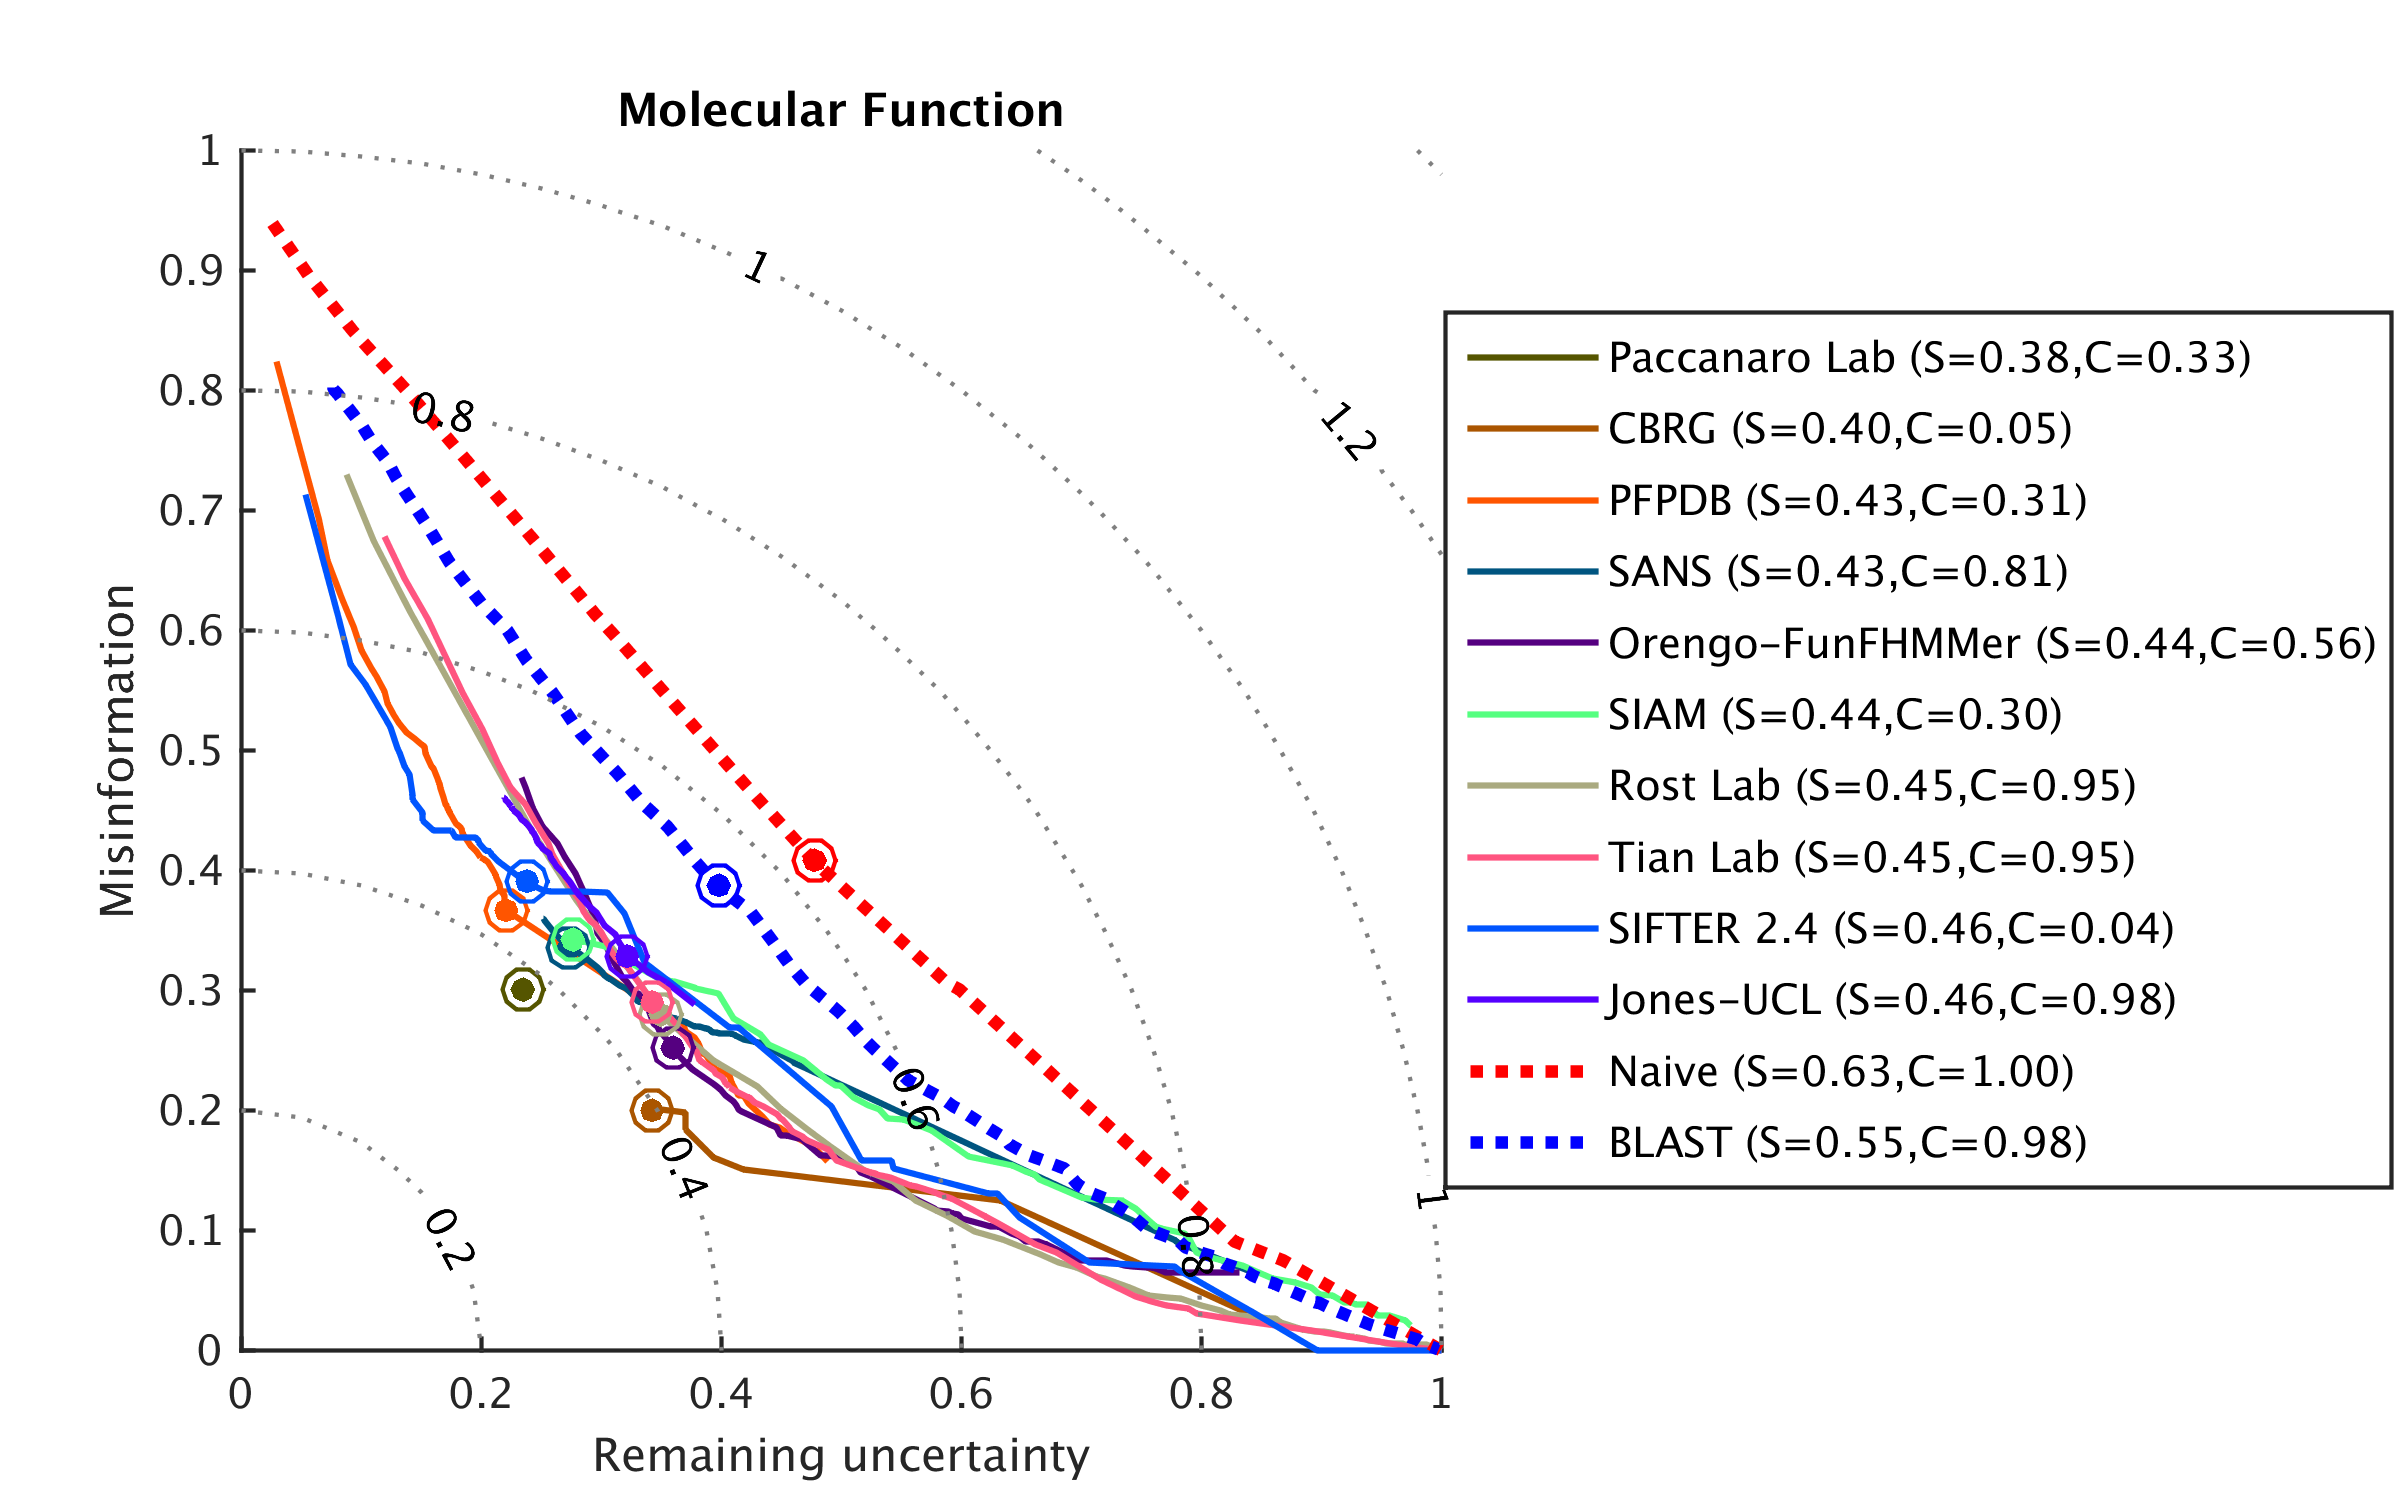 Molecular Function
1
0.9
0.8
0.7
0.6
0.5
0.4
0.3
0.2
0.1
0
Misinformation
0
0.2
0.4
0.6
0.8
1
Remaining uncertainty
1
0.8
1.2
0.6
0.4
0.2
0.8
1
Paccanaro Lab (S=0.38,C=0.33)
CBRG (S=0.40,C=0.05)
PFPDB (S=0.43,C=0.31)
SANS (S=0.43,C=0.81)
Orengo-FunFHMMer (S=0.44,C=0.56)
SIAM (S=0.44,C=0.30)
Rost Lab (S=0.45,C=0.95)
Tian Lab (S=0.45,C=0.95)
SIFTER 2.4 (S=0.46,C=0.04)
Jones-UCL (S=0.46,C=0.98)
Naive (S=0.63,C=1.00)
BLAST (S=0.55,C=0.98)